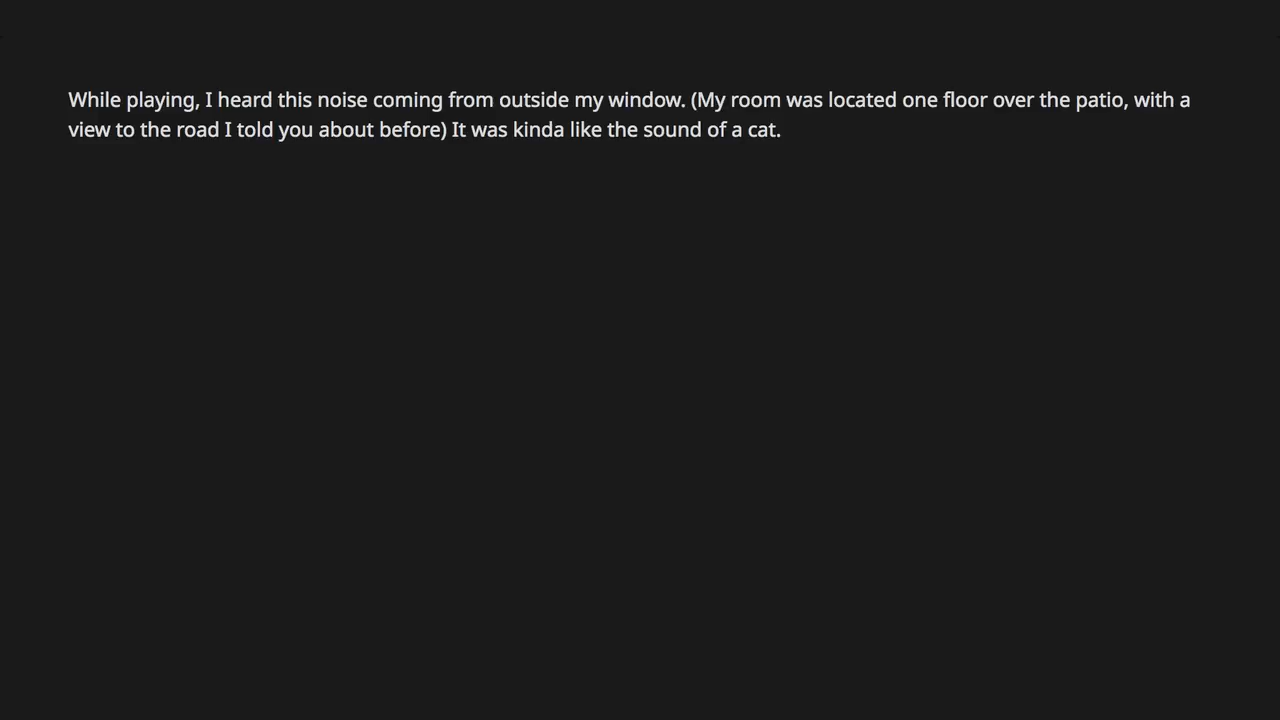 While playing, I heard this noise coming from outside my window. (My room was located one floor over the patio, with a
view to the road I told you about before) It was kinda like the sound of a cat.